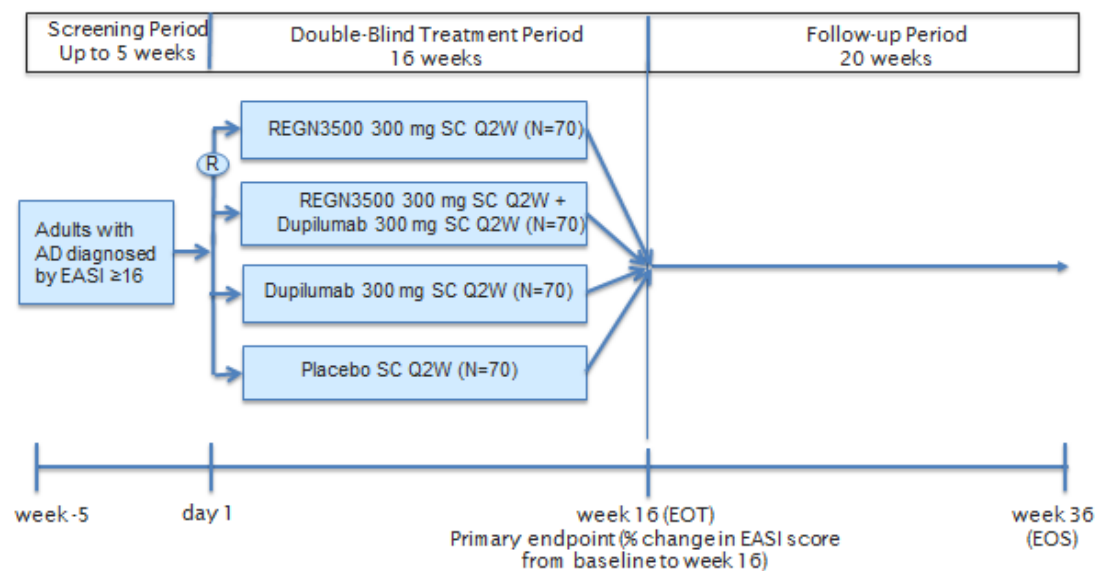 Screening Period
Up to 5 weeks
Double-Blind Treatment Period
16 weeks
Follow-up Period
20 weeks
REGN3500 300 mg SC Q2W (N=70)
R
REGN3500 300 mg SC Q2W +
Dupilumab 300 mg SC Q2W (N=70)
Adults with
AD diagnosed
by EASI ≥16
Dupilumab 300 mg SC Q2W (N=70)
Placebo SC Q2W (N=70)
week -5
day 1
week 16 (EOT)
Primary endpoint (% change in EASI score
from baseline to week 16)
week 36
(EOS)